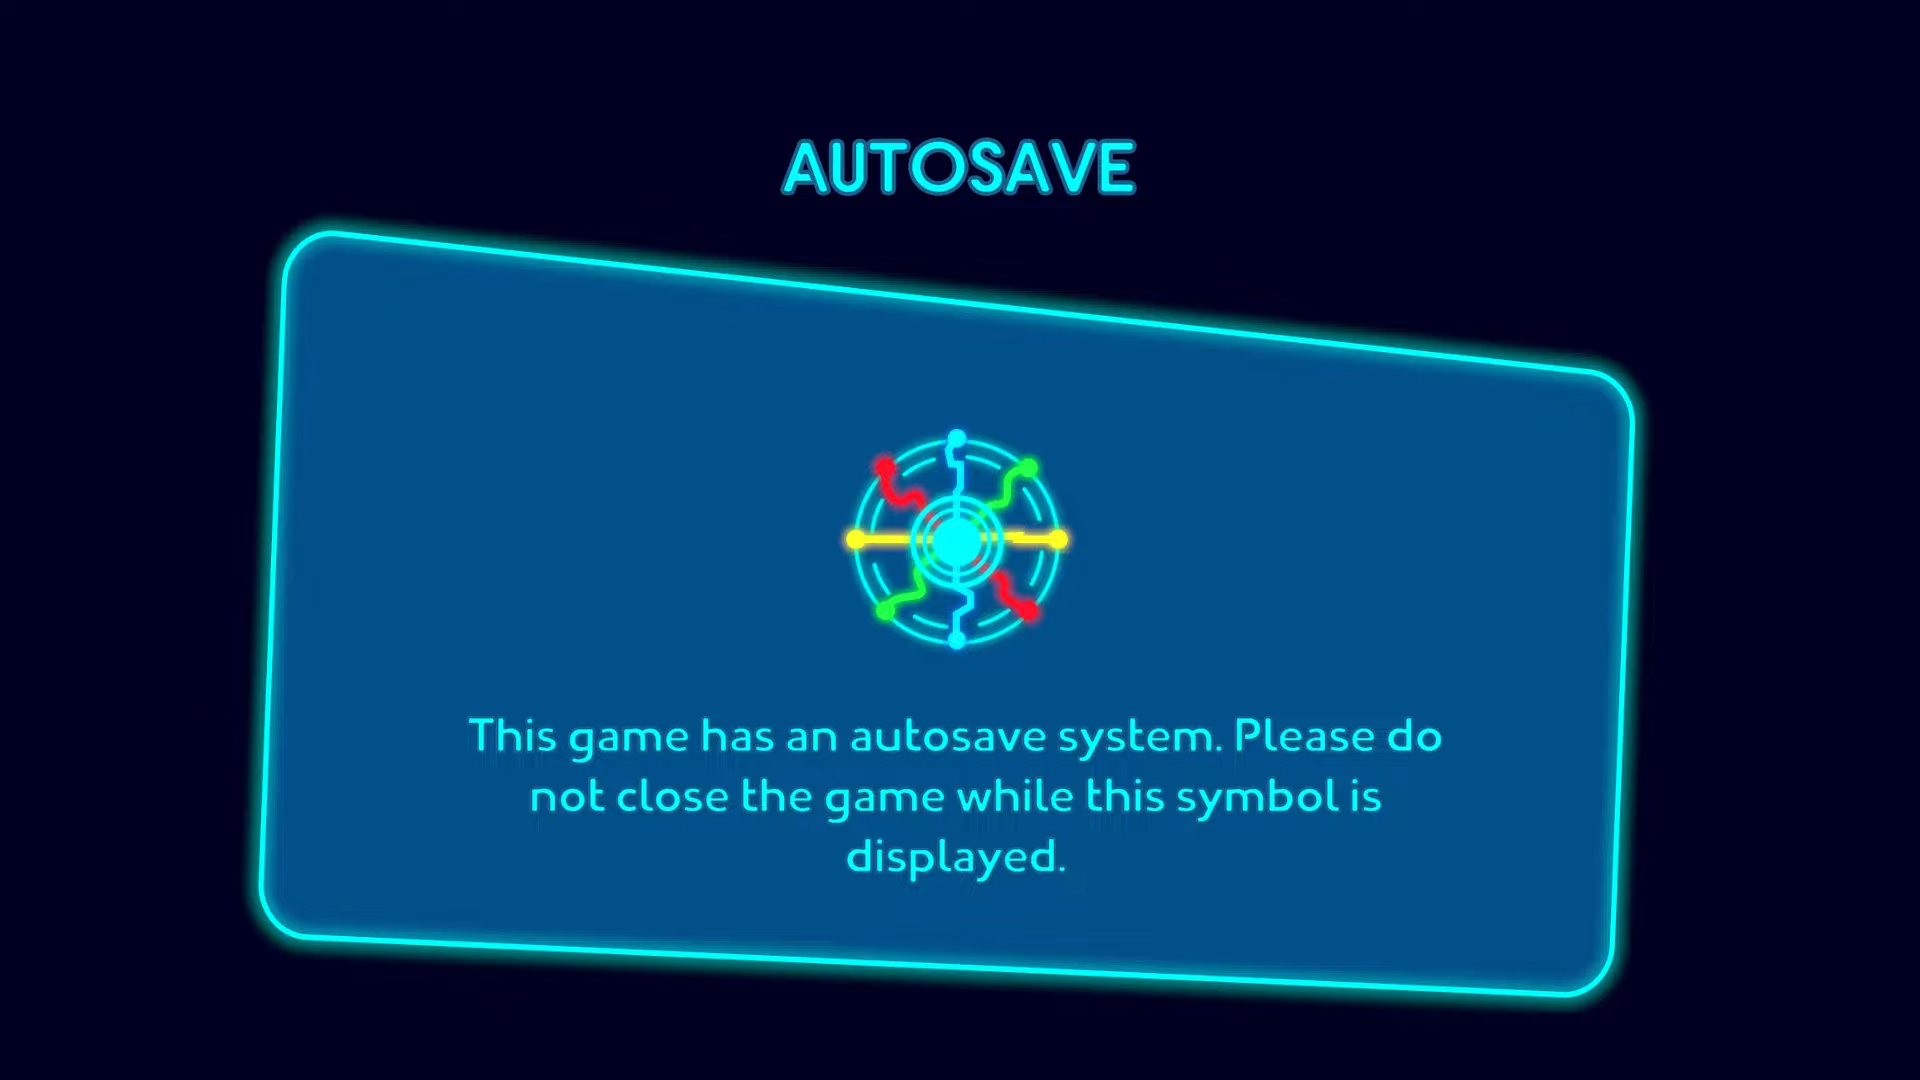 AUTOSAVE
This game has an autosave system. Please do
not close the game while this symbol is
displayed.